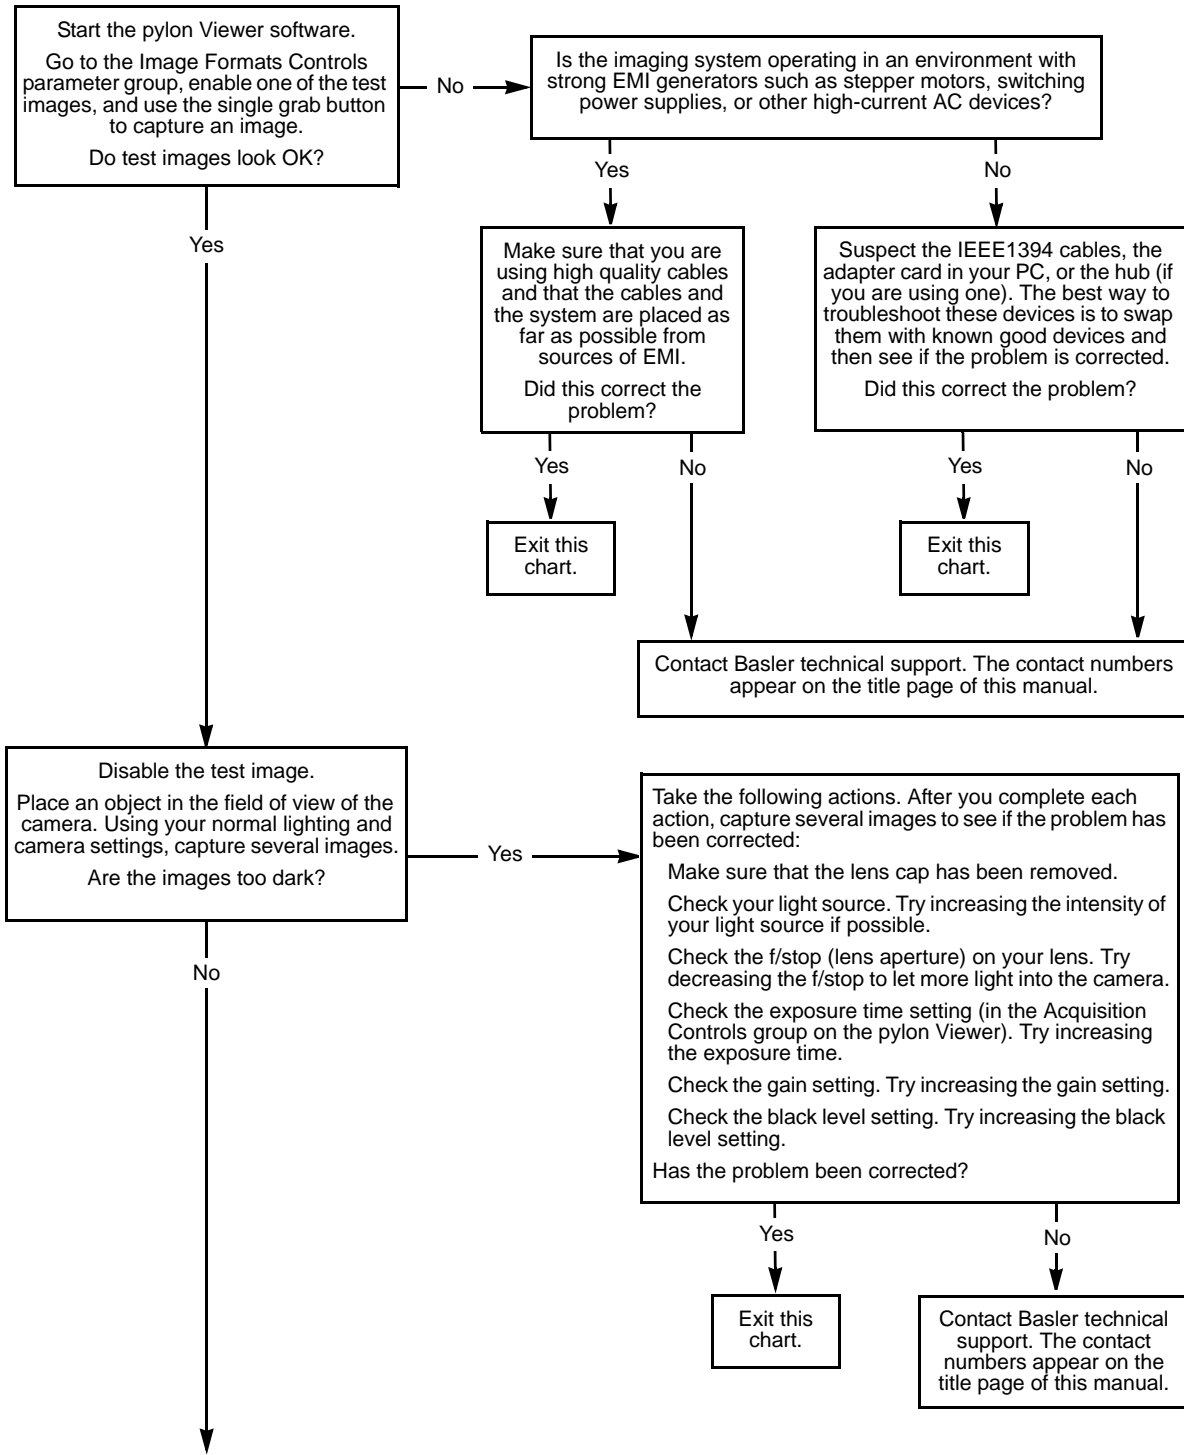 Start the pylon Viewer software.
Go to the Image Formats Controls
parameter group, enable one of the test
images, and use the single grab button
to capture an image.
Do test images look OK?
No
Is the imaging system operating in an environment with
strong EMI generators such as stepper motors, switching
power supplies, or other high-current AC devices?
Yes
No
Yes
Make sure that you are
using high quality cables
and that the cables and
the system are placed as
far as possible from
sources of EMI.
Did this correct the
problem?
Suspect the IEEE1394 cables, the
adapter card in your PC, or the hub (if
you are using one). The best way to
troubleshoot these devices is to swap
them with known good devices and
then see if the problem is corrected.
Did this correct the problem?
Yes
No
Yes
No
Exit this
chart.
Exit this
chart.
Contact Basler technical support. The contact numbers
appear on the title page of this manual.
Disable the test image.
Place an object in the field of view of the
camera. Using your normal lighting and
camera settings, capture several images.
Are the images too dark?
Yes
Take the following actions. After you complete each
action, capture several images to see if the problem has
been corrected:
Make sure that the lens cap has been removed.
Check your light source. Try increasing the intensity of
your light source if possible.
Check the f/stop (lens aperture) on your lens. Try
decreasing the f/stop to let more light into the camera.
Check the exposure time setting (in the Acquisition
Controls group on the pylon Viewer). Try increasing
the exposure time.
Check the gain setting. Try increasing the gain setting.
Check the black level setting. Try increasing the black
level setting.
Has the problem been corrected?
No
Yes
No
Exit this
chart.
Contact Basler technical
support. The contact
numbers appear on the
title page of this manual.